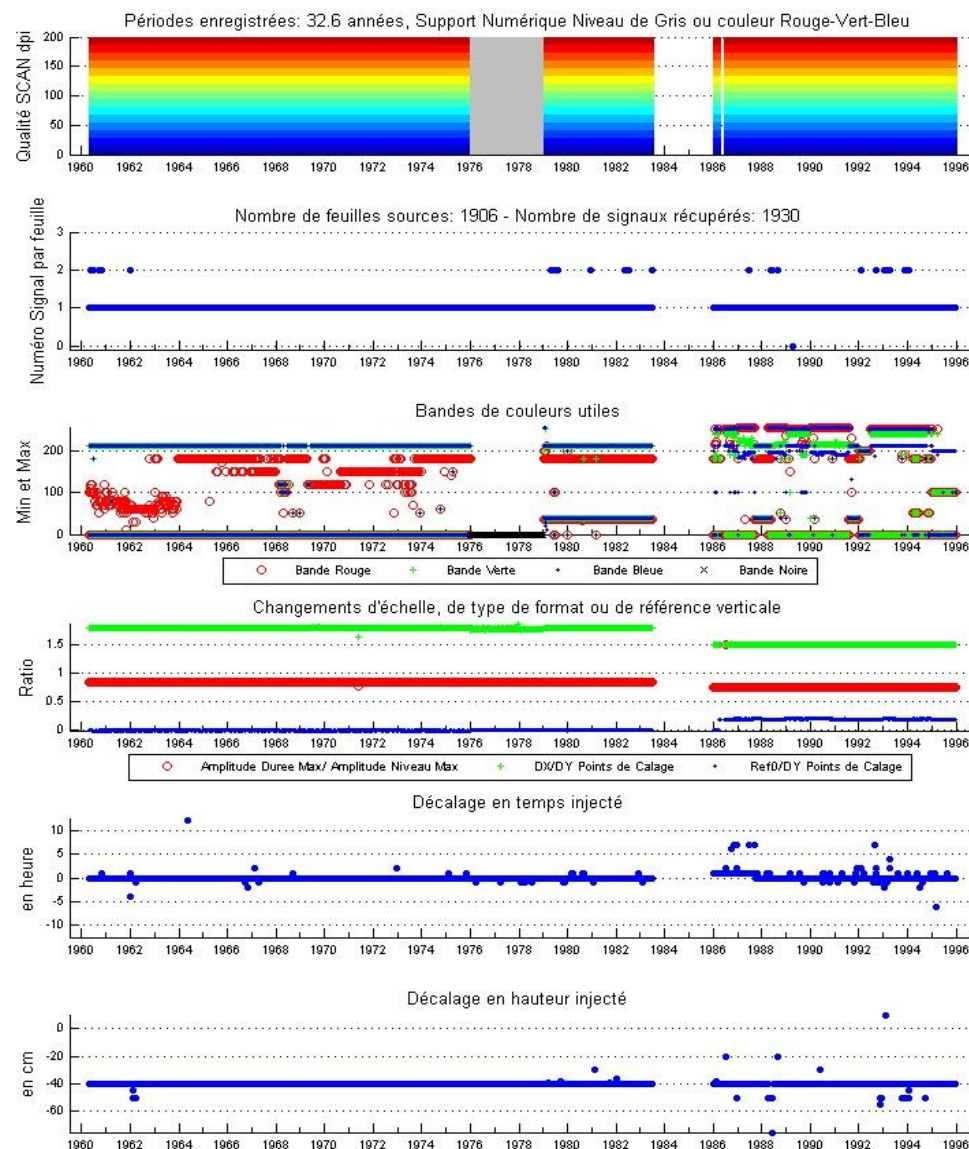 Périodes enregistrées: 32.6 années, Support Numérique Niveau de Gris ou couleur Rouge-Vert-Bleu
Qualité SCAN dpi
200
150
100
50
0
1960 1962 1964 1966 1968 1970 1972 1974 1976 1978 1980 1982 1984 1986 1988 1990 1992 1994 1996
Nombre de feuilles sources: 1906 - Nombre de signaux récupérés: 1930
Numéro Signal par feuille
3
2
1
0
1960 1962 1964 1966 1968 1970 1972 1974 1976 1978 1980 1982 1984 1986 1988 1990 1992 1994 1996
Bandes de couleurs utiles
Min et Max
200
100
0
1960 1962 1964 1966 1968 1970 1972 1974 1976 1978 1980 1982 1984 1986 1988 1990 1992 1994 1996
Bande Rouge Bande Verte Bande Bleue Bande Noire
Changements d'échelle, de type de format ou de référence verticale
Ratio
1.5
1
0.5
0
1960 1962 1964 1966 1968 1970 1972 1974 1976 1978 1980 1982 1984 1986 1988 1990 1992 1994 1996
Amplitude Duree Max/ Amplitude Niveau Max DX/DY Points de Calage Ref0/DY Points de Calage
Décalage en temps injecté
en heure
10
5
0
-5
-10
1960 1962 1964 1966 1968 1970 1972 1974 1976 1978 1980 1982 1984 1986 1988 1990 1992 1994 1996
Décalage en hauteur injecté
en cm
0
-20
-40
-60
1960 1962 1964 1966 1968 1970 1972 1974 1976 1978 1980 1982 1984 1986 1988 1990 1992 1994 1996